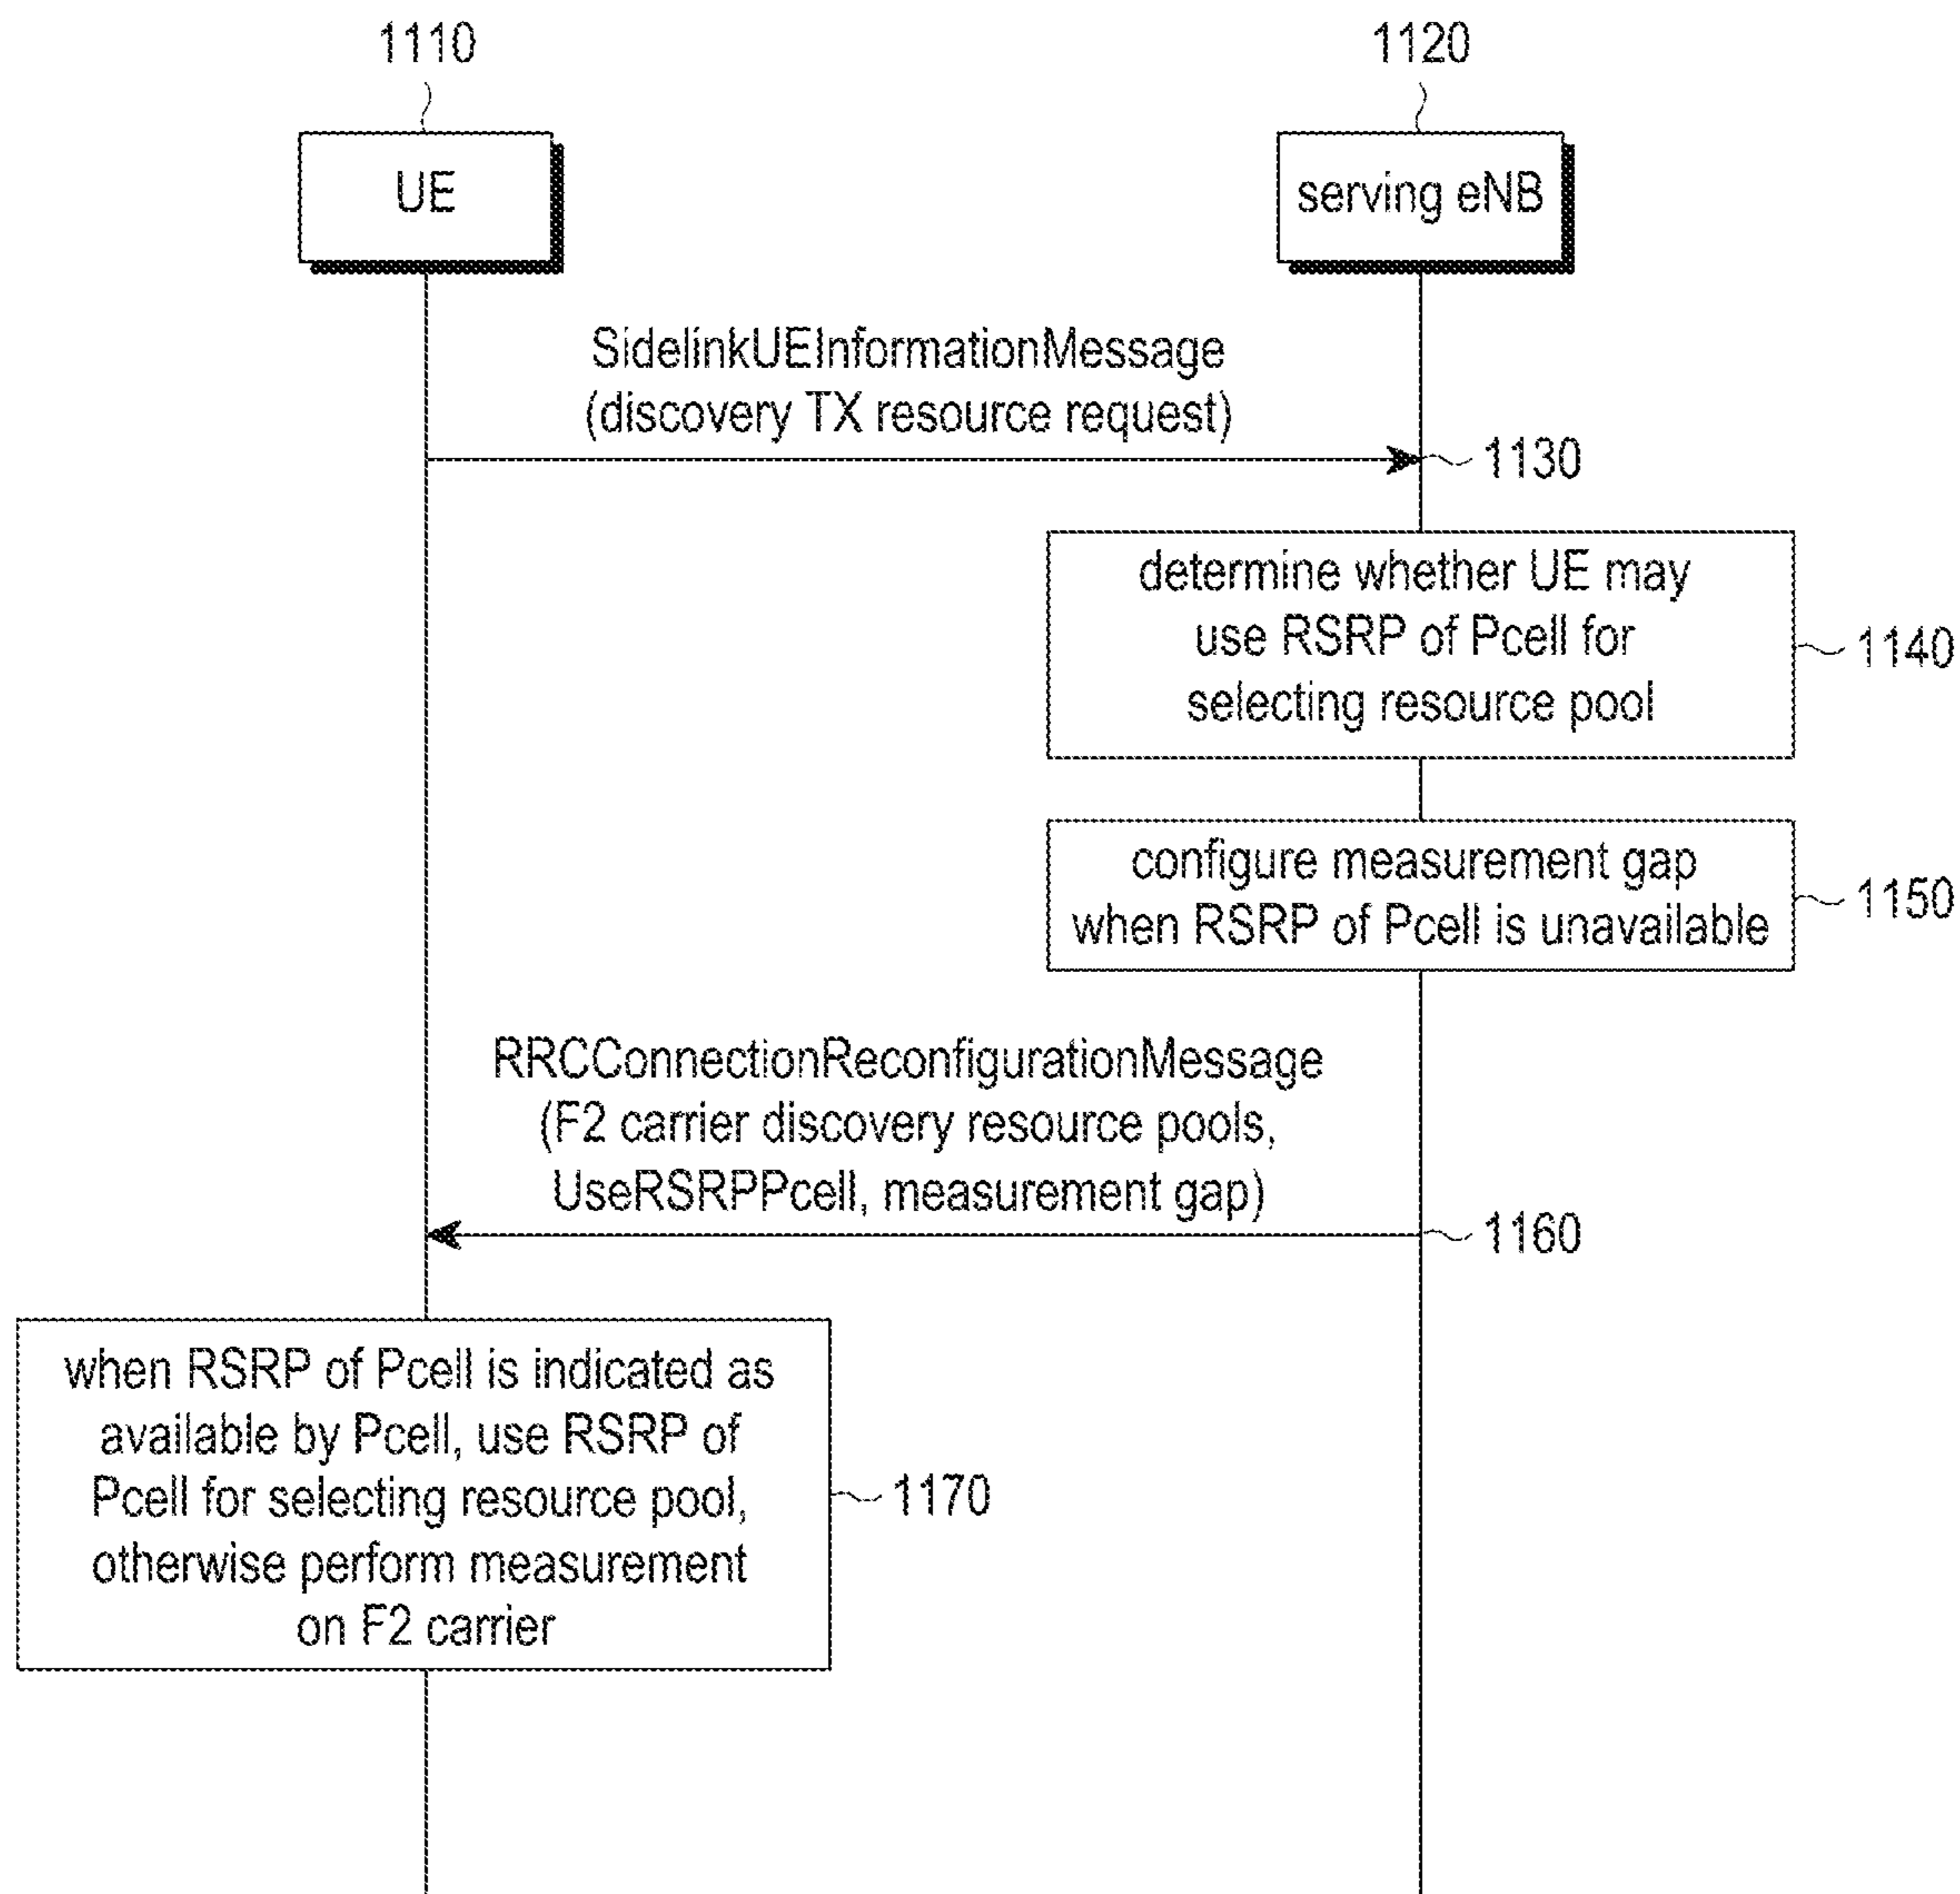 1110
1120
UE
serving eNB
SidelinkUEInformationMessage
(discovery TX resource request)
1130
determine whether UE may
use RSRP of Pcell for
selecting resource pool
1140
configure measurement gap
when RSRP of Pcell is unavailable
1150
RRCConnectionReconfigurationMessage
(F2 carrier discovery resource pools,
UseRSRPPcell, measurement gap)
1160
when RSRP of Pcell is indicated as
available by Pcell, use RSRP of
Pcell for selecting resource pool,
otherwise perform measurement
on F2 carrier
1170